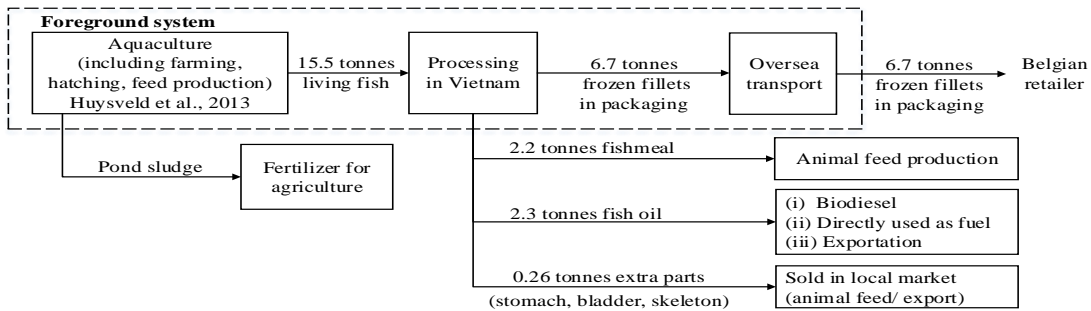 Foreground system
Aquaculture
(including farming,
hatching, feed production)
Huysveld et al., 2013
15.5 tonnes
living fish
Processing
in Vietnam
6.7 tonnes
frozen fillets
in packaging
Oversea
transport
6.7 tonnes
frozen fillets
in packaging
Belgian
retailer
Pond sludge
Fertilizer for
agriculture
2.2 tonnes fishmeal
Animal feed production
2.3 tonnes fish oil
(i) Biodiesel
(ii) Directly used as fuel
(iii) Exportation
0.26 tonnes extra parts
(stomach, bladder, skeleton)
Sold in local market
(animal feed/ export)